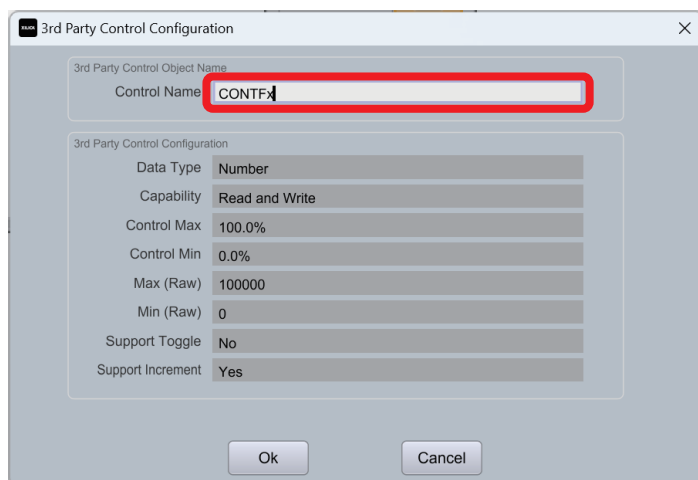 XILICA 3rd Party Control Configuration
3rd Party Control Object Name
Control Name CONTFx
3rd Party Control Configuration
Data Type Number
Capability Read and Write
Control Max 100.0%
Control Min 0.0%
Max (Raw) 100000
Min (Raw) 0
Support Toggle No
Support Increment Yes
Ok Cancel